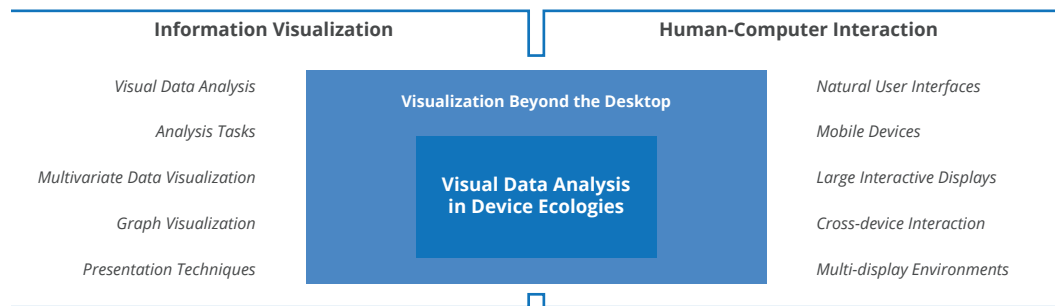 Information Visualization
Human-Computer Interaction
Visual Data Analysis
Analysis Tasks
Multivariate Data Visualization
Graph Visualization
Presentation Techniques
Visualization Beyond the Desktop
Visual Data Analysis
in Device Ecologies
Natural User Interfaces
Mobile Devices
Large Interactive Displays
Cross-device Interaction
Multi-display Environments